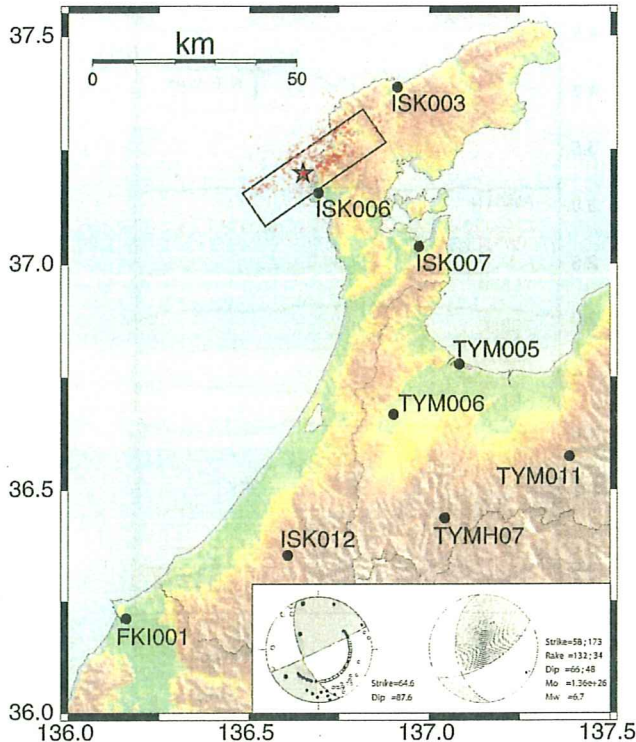 37.5
km
0 50
ISK003
ISK006
37.0
ISK007
TYM005
TYM006
TYM011
36.5
TYMH07
ISK012
FKI001
Strike=64.6
Dip =87.6
Strike=58;173
Rake =132; 34
Dip =66; 48
Mo =1.36e+26
Mw =6.7
36.0
136.0 136.5 137.0 137.5